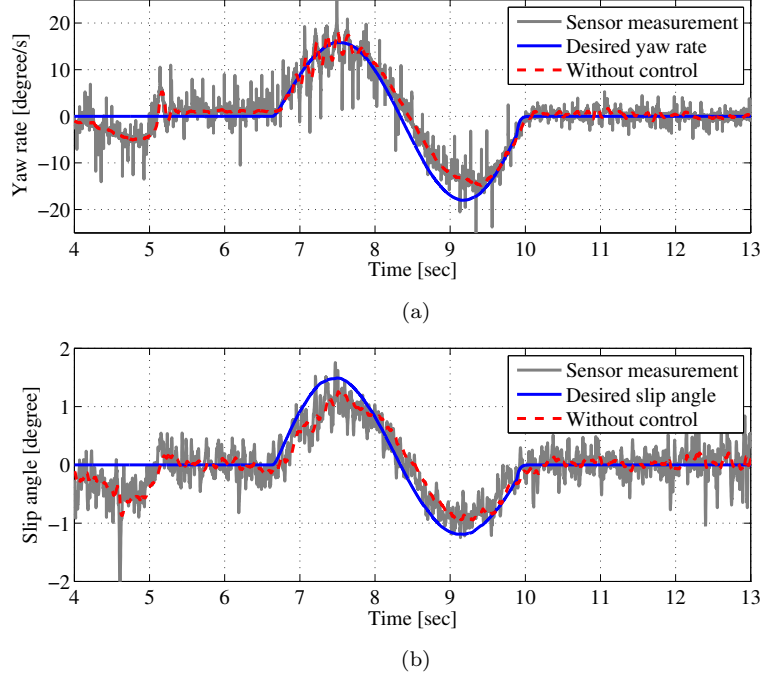 20
10
0
−10
−20
Yaw rate [degree/s]
Sensor measurement
Desired yaw rate
Without control
4 5 6 7 8 9 10 11 12 13
Time [sec]
(a)
2
1
0
−1
−2
Slip angle [degree]
Sensor measurement
Desired slip angle
Without control
4 5 6 7 8 9 10 11 12 13
Time [sec]
(b)